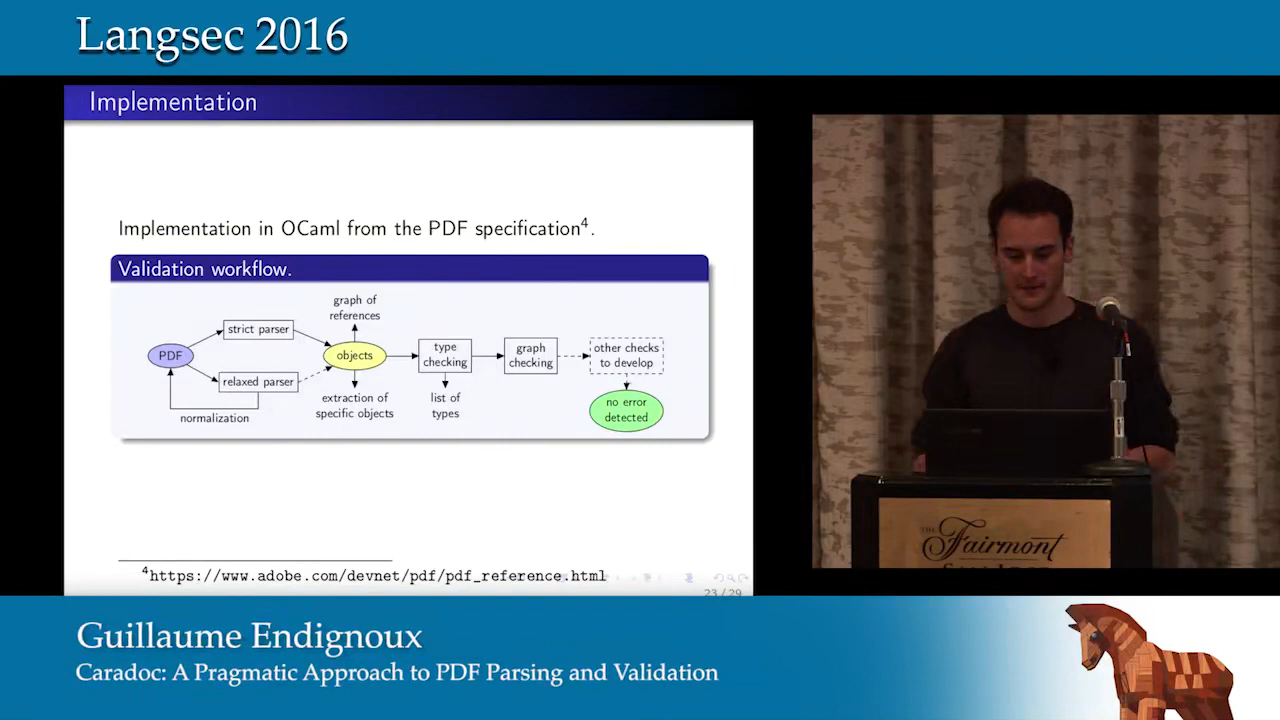 Langsec 2016
Implementation
Implementation in OCaml from the PDF specification4.
Validation workflow.
graph of
references
strict parser
PDF
objects
type
checking
graph
checking
other checks
to develop
relaxed parser
normalization
extraction of
specific objects
list of
types
no error
detected
4https://www.adobe.com/devnet/pdf/pdf_reference.html
23 / 29
THE
Fairmont
Guillaume Endignoux
Caradoc: A Pragmatic Approach to PDF Parsing and Validation